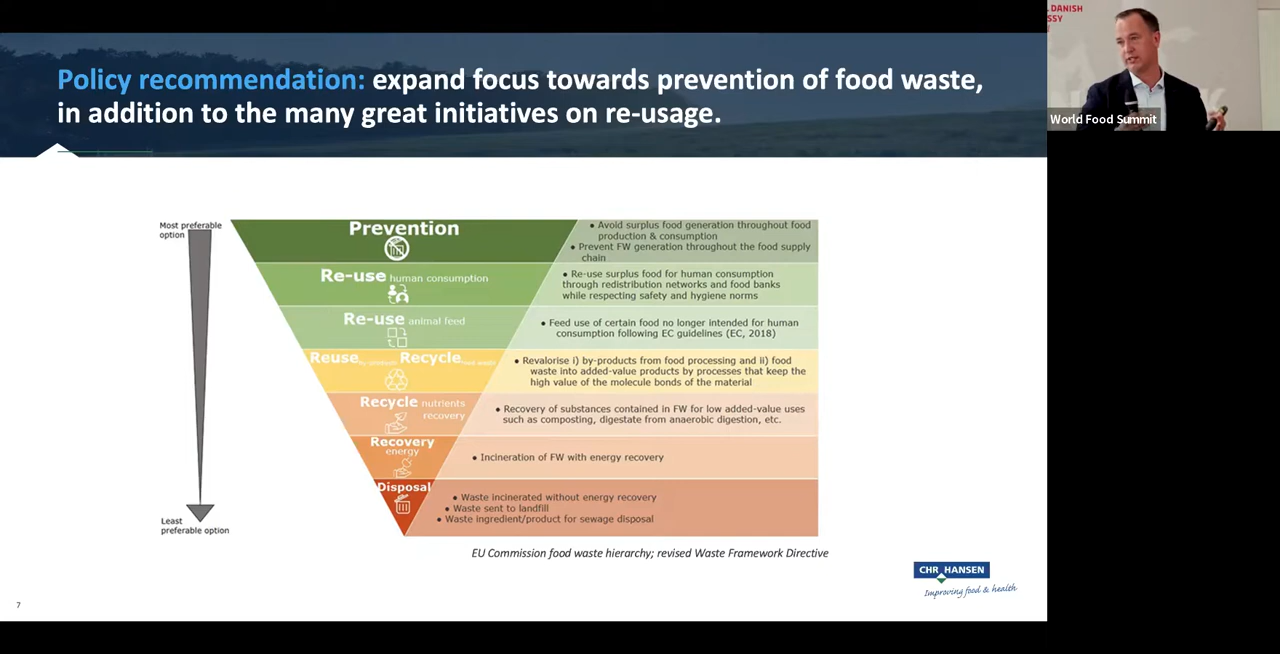 Policy recommendation: expand focus towards prevention of food waste,
in addition to the many great initiatives on re-usage.
DANISH
SSY
World Food Summit
Most preferable
option
Prevention
● Avoid surplus food generation throughout food
production & consumption
● Prevent FW generation throughout the food supply
chain
Re-use human consumption
● Re-use surplus food for human consumption
through redistribution networks and food banks
while respecting safety and hygiene norms
Re-use animal feed
● Feed use of certain food no longer intended for human
consumption following EC guidelines (EC, 2018)
Reuse by-products Recycle food waste
● Revalorise i) by-products from food processing and ii) food
waste into added-value products by processes that keep the
high value of the molecule bonds of the material
Recycle nutrients
recovery
● Recovery of substances contained in FW for low added-value uses
such as composting, digestate from anaerobic digestion, etc.
Recovery
energy
● Incineration of FW with energy recovery
Disposal
● Waste incinerated without energy recovery
● Waste sent to landfill
● Waste ingredient/product for sewage disposal
Least
preferable option
EU Commission food waste hierarchy; revised Waste Framework Directive
CHR HANSEN
Improving food & health
7